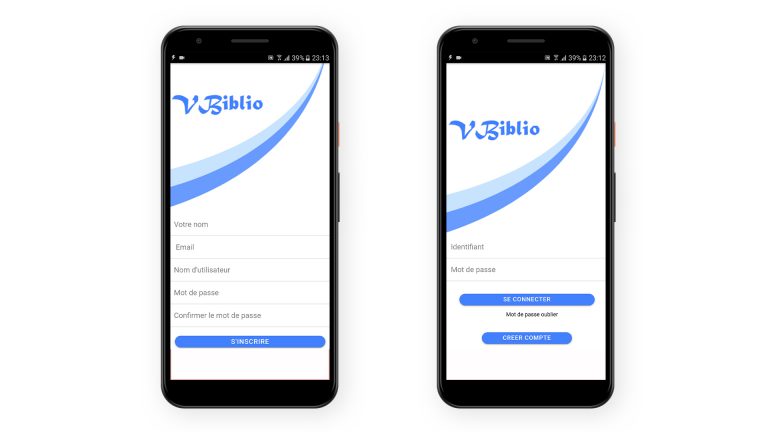 39% 23:13
VBiblio
Votre nom
Email
Nom d'utilisateur
Mot de passe
Confirmer le mot de passe
S'INSCRIRE
39% 23:12
VBiblio
Identifiant
Mot de passe
SE CONNECTER
Mot de passe oublier
CREER COMPTE